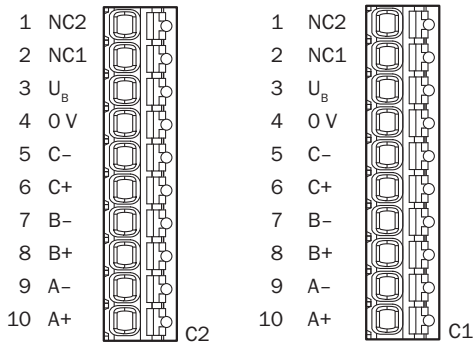 1 NC2
2 NC1
3 U_B
4 0 V
5 C–
6 C+
7 B–
8 B+
9 A–
10 A+
C2
1 NC2
2 NC1
3 U_B
4 0 V
5 C–
6 C+
7 B–
8 B+
9 A–
10 A+
C1